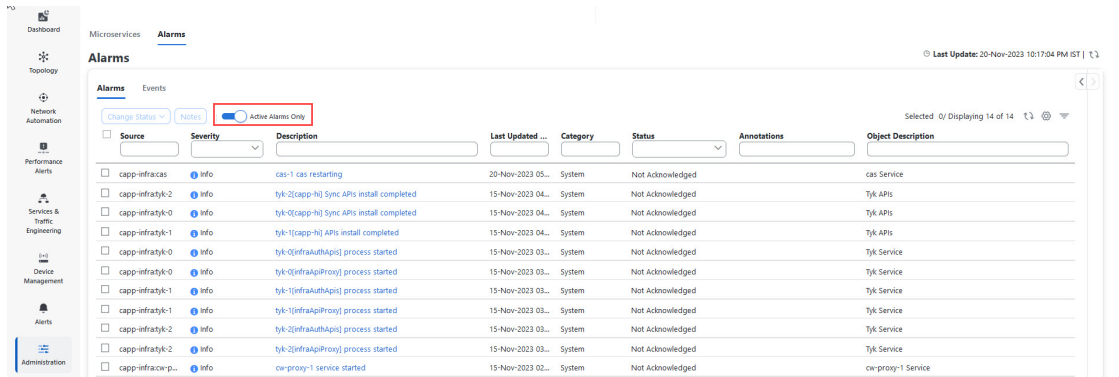 Dashboard
Topology
Network
Automation
Performance
Alerts
Services &
Traffic
Engineering
Device
Management
Alerts
Administration
Microservices Alarms
Alarms
Last Update: 20-Nov-2023 10:17:04 PM IST |
Alarms Events
Change Status Notes Active Alarms Only Selected 0/ Displaying 14 of 14
Source Severity Description Last Updated ... Category Status Annotations Object Description
capp-infra:cas Info cas-1 cas restarting 20-Nov-2023 05... System Not Acknowledged cas Service
capp-infra:tyk-2 Info tyk-2[capp-hi] Sync APIs install completed 15-Nov-2023 04... System Not Acknowledged Tyk APIs
capp-infra:tyk-0 Info tyk-0[capp-hi] Sync APIs install completed 15-Nov-2023 04... System Not Acknowledged Tyk APIs
capp-infra:tyk-1 Info tyk-1[capp-hi] APIs install completed 15-Nov-2023 04... System Not Acknowledged Tyk APIs
capp-infra:tyk-0 Info tyk-0[infraAuthApis] process started 15-Nov-2023 03... System Not Acknowledged Tyk Service
capp-infra:tyk-0 Info tyk-0[infraApiProxy] process started 15-Nov-2023 03... System Not Acknowledged Tyk Service
capp-infra:tyk-1 Info tyk-1[infraAuthApis] process started 15-Nov-2023 03... System Not Acknowledged Tyk Service
capp-infra:tyk-1 Info tyk-1[infraApiProxy] process started 15-Nov-2023 03... System Not Acknowledged Tyk Service
capp-infra:tyk-2 Info tyk-2[infraAuthApis] process started 15-Nov-2023 03... System Not Acknowledged Tyk Service
capp-infra:tyk-2 Info tyk-2[infraApiProxy] process started 15-Nov-2023 03... System Not Acknowledged Tyk Service
capp-infra:cw-p... Info cw-proxy-1 service started 15-Nov-2023 02... System Not Acknowledged cw-proxy-1 Service